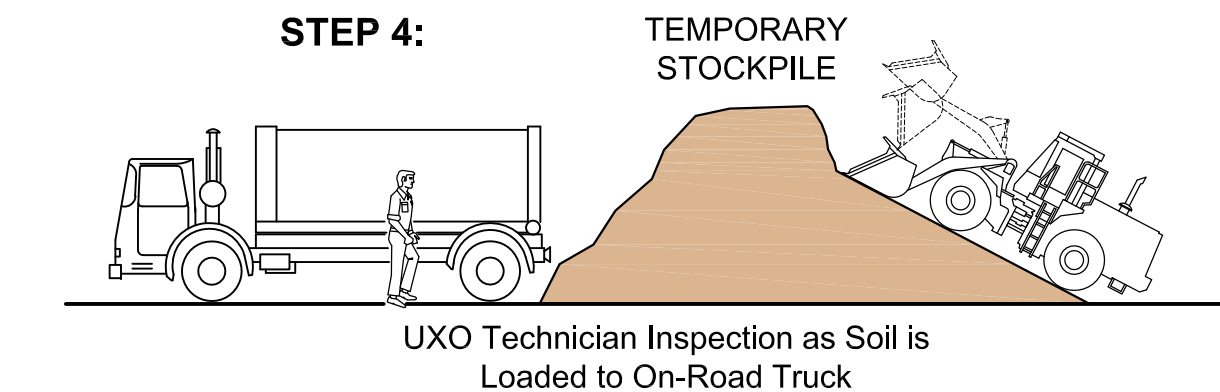 STEP 4:
TEMPORARY
STOCKPILE
UXO Technician Inspection as Soil is
Loaded to On-Road Truck